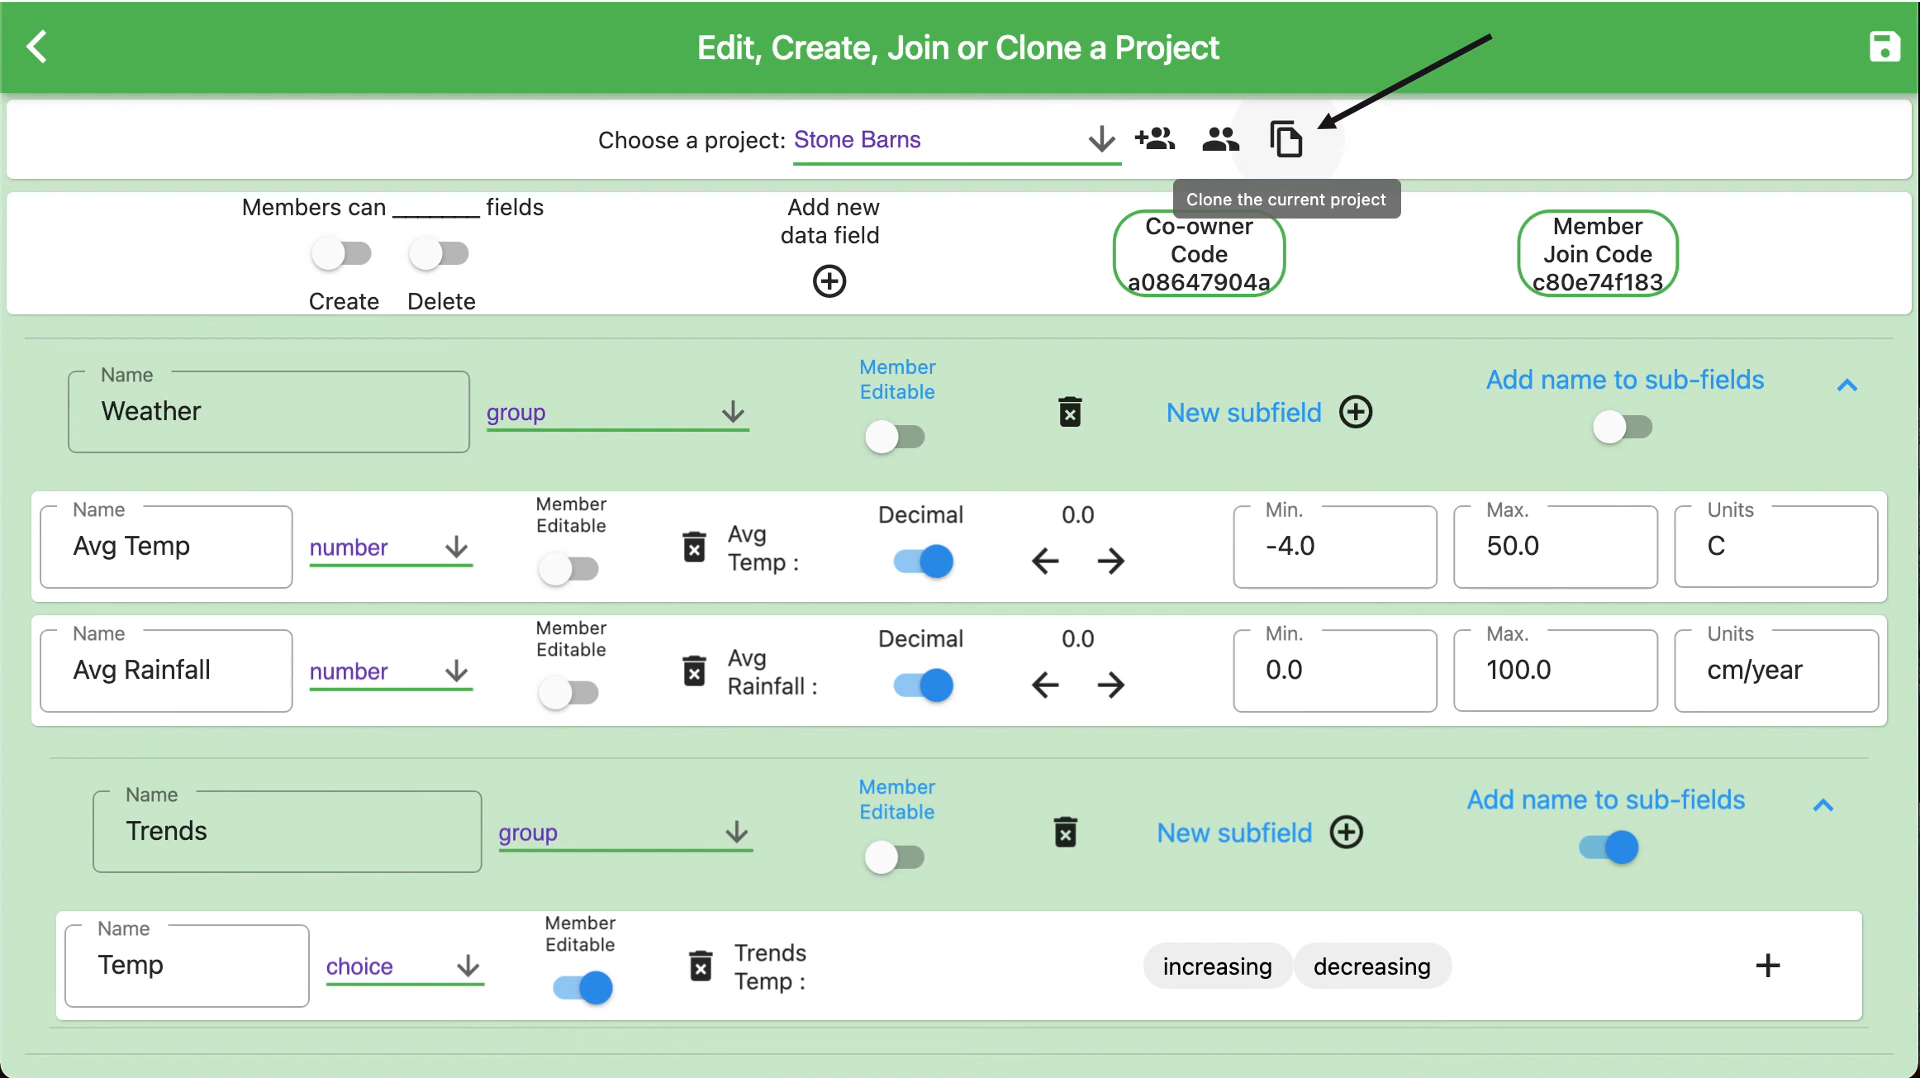 Edit, Create, Join or Clone a Project
Choose a project: Stone Barns
Clone the current project
Members can _______ fields
Create Delete
Add new
data field
Co-owner
Code
a08647904a
Member
Join Code
c80e74f183
Name
Weather
group
Member
Editable
New subfield
Add name to sub-fields
Name
Avg Temp
number
Member
Editable
Avg
Temp :
Decimal
0.0
Min.
-4.0
Max.
50.0
Units
C
Name
Avg Rainfall
number
Member
Editable
Avg
Rainfall :
Decimal
0.0
Min.
0.0
Max.
100.0
Units
cm/year
Name
Trends
group
Member
Editable
New subfield
Add name to sub-fields
Name
Temp
choice
Member
Editable
Trends
Temp :
increasing
decreasing